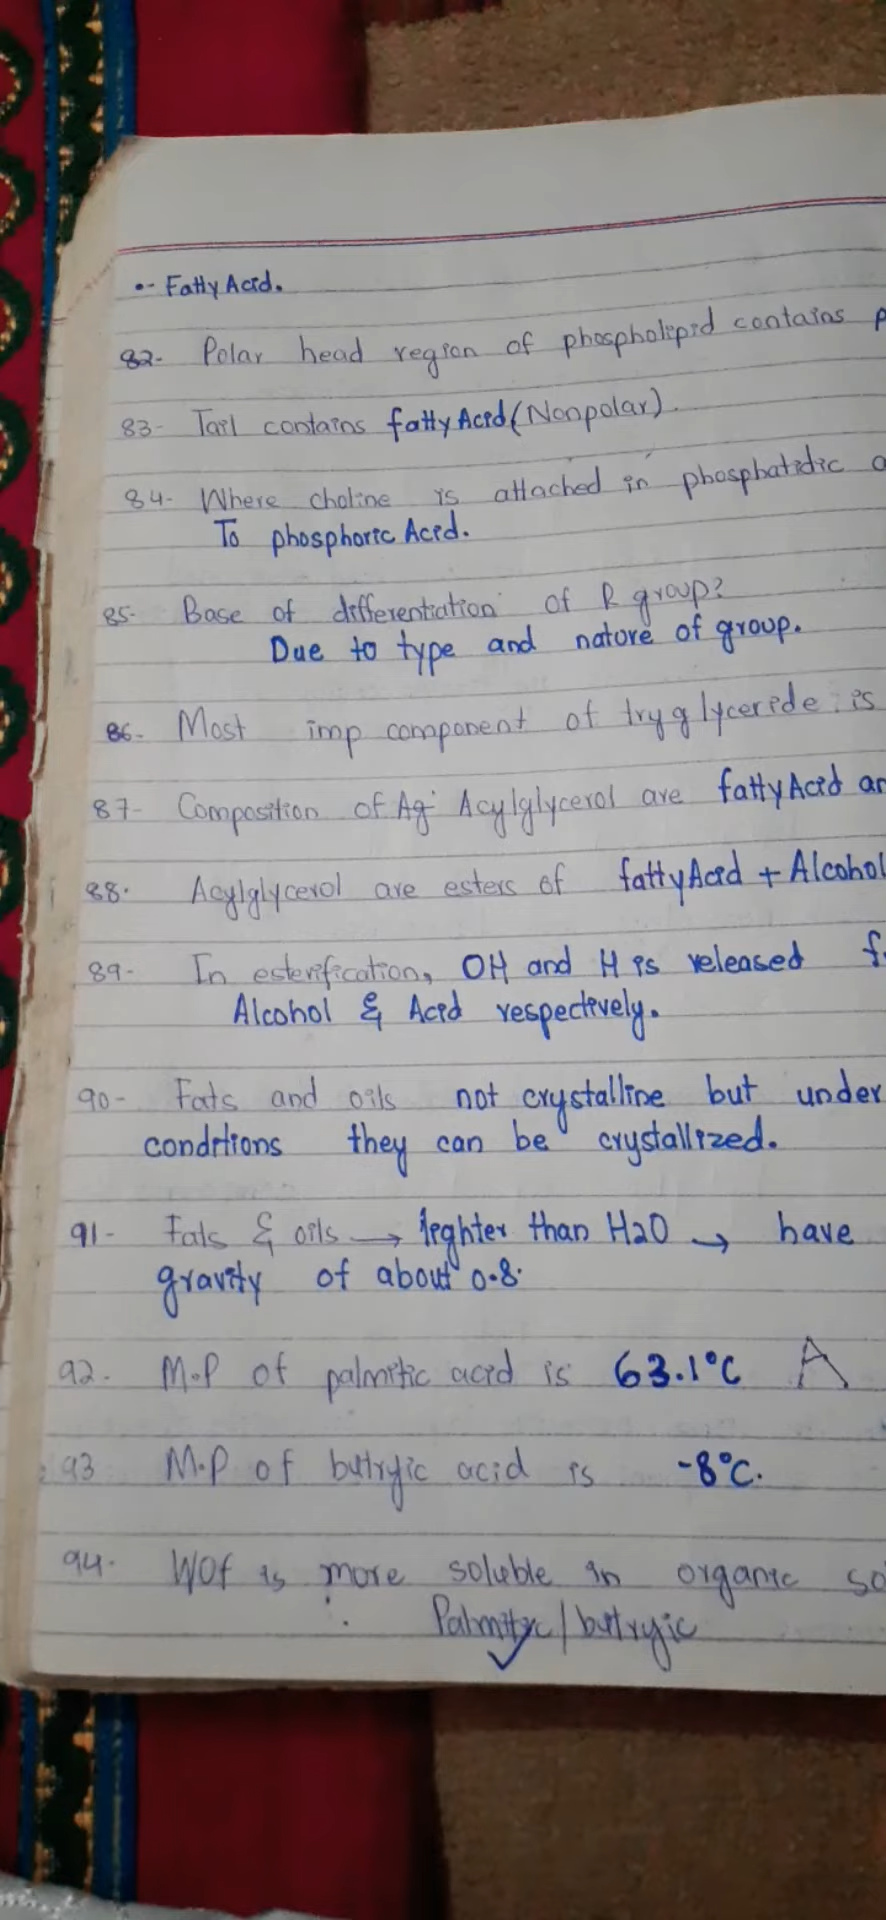 •- Fatty Acid.
82- Polar head region of phospholipid contains p
83- Tail contains fatty Acid (Nonpolar).
84- Where choline is attached in phosphatidic a
To phosphoric Acid.
85- Base of differentiation of R group?
Due to type and nature of group.
86- Most imp component of tryglyceride is
87- Composition of Ag Acylglycerol are fatty Acid an
88. Acylglycerol are esters of fatty Acid + Alcohol
89- In esterification, OH and H is released f
Alcohol & Acid respectively.
90- Fats and oils not crystalline but under
conditions they can be crystallized.
91- Fats & oils → leghter than H2O → have
gravity of about 0.8.
92. M.P of palmitic acid is 63.1°C A
93 M.P of butryic acid is -8°C.
94. WOf is more soluble in organic so
Palmityc / butryic